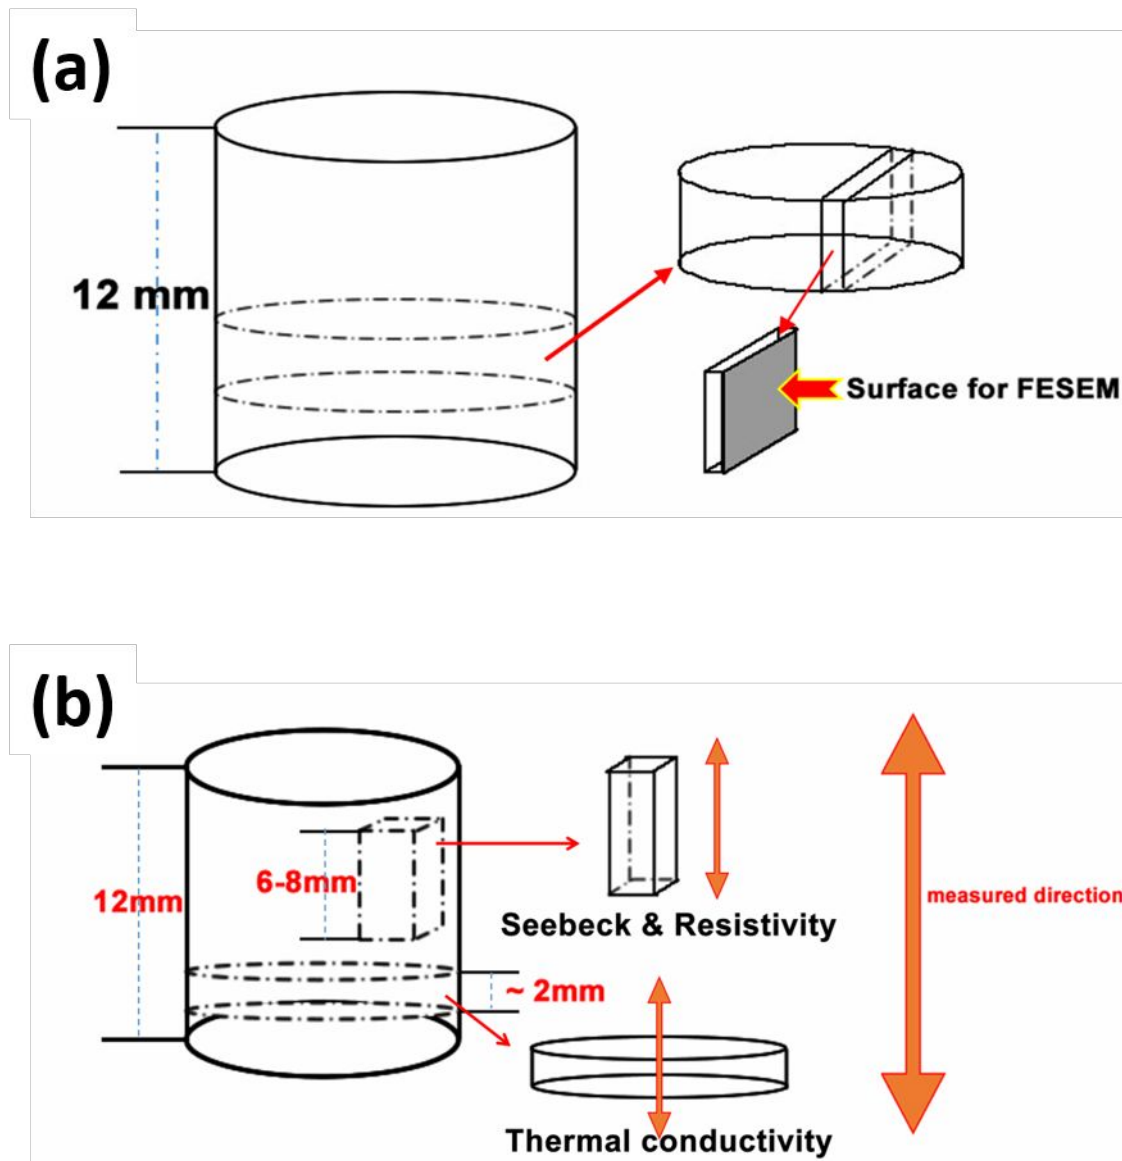 (a)
12 mm
Surface for FESEM
(b)
12mm
6-8mm
Seebeck & Resistivity
measured direction
~ 2mm
Thermal conductivity